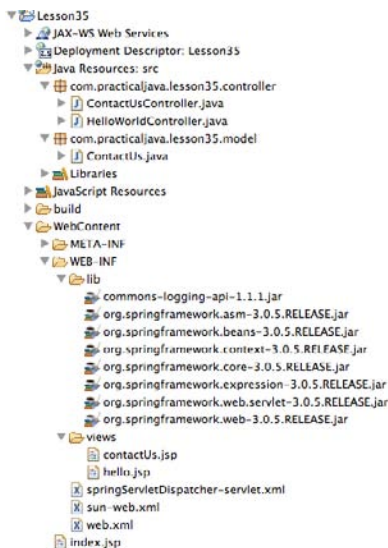 Lesson35
JAX-WS Web Services
Deployment Descriptor: Lesson35
Java Resources: src
com.practicaljava.lesson35.controller
ContactUsController.java
HelloWorldController.java
com.practicaljava.lesson35.model
ContactUs.java
Libraries
JavaScript Resources
build
WebContent
META-INF
WEB-INF
lib
commons-logging-api-1.1.1.jar
org.springframework.asm-3.0.5.RELEASE.jar
org.springframework.beans-3.0.5.RELEASE.jar
org.springframework.context-3.0.5.RELEASE.jar
org.springframework.core-3.0.5.RELEASE.jar
org.springframework.expression-3.0.5.RELEASE.jar
org.springframework.web.servlet-3.0.5.RELEASE.jar
org.springframework.web-3.0.5.RELEASE.jar
views
contactUs.jsp
hello.jsp
springServletDispatcher-servlet.xml
sun-web.xml
web.xml
index.jsp